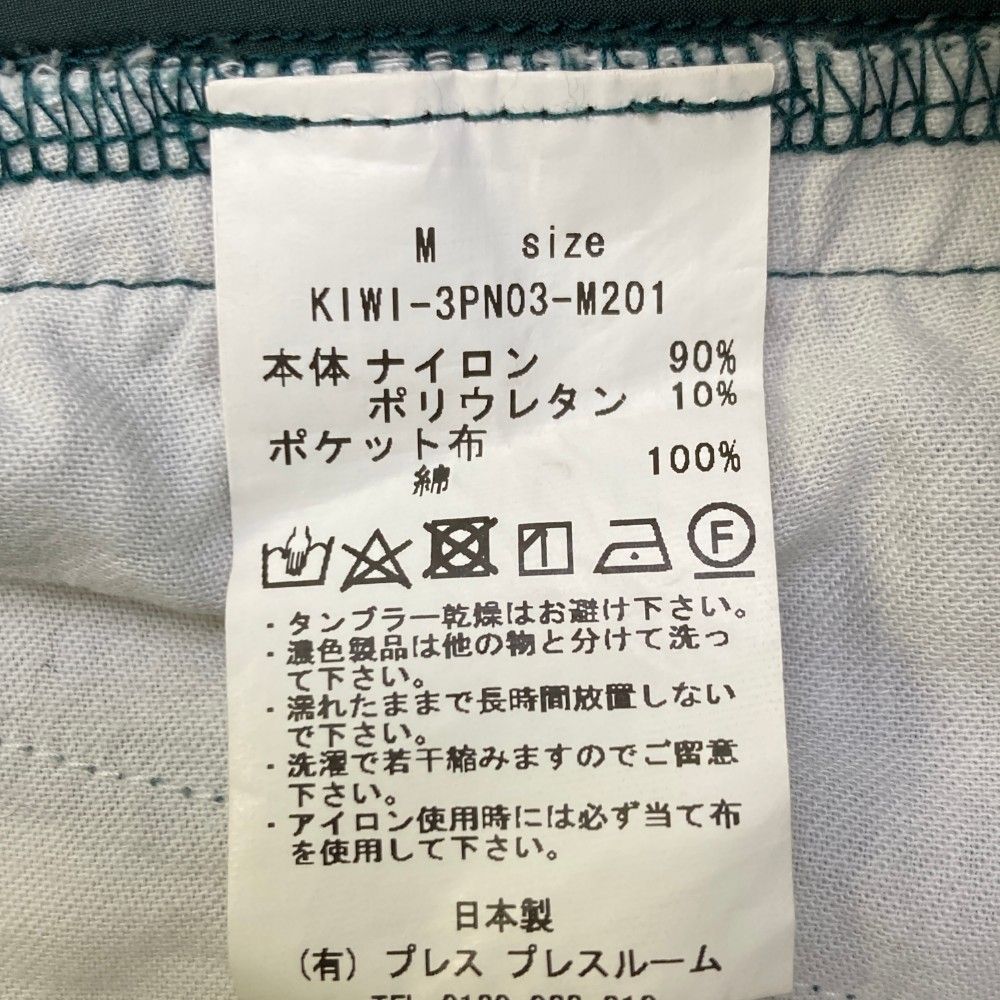 M size
KIWI-3PN03-M201
本体 ナイロン 90%
ポリウレタン 10%
ポケット布
綿 100%
F
・タンブラー乾燥はお避け下さい。
・濃色製品は他の物と分けて洗っ
て下さい。
・濡れたままで長時間放置しない
で下さい。
・洗濯で若干縮みますのでご留意
下さい。
・アイロン使用時には必ず当て布
を使用して下さい。
日本製
(有) プレス プレスルーム